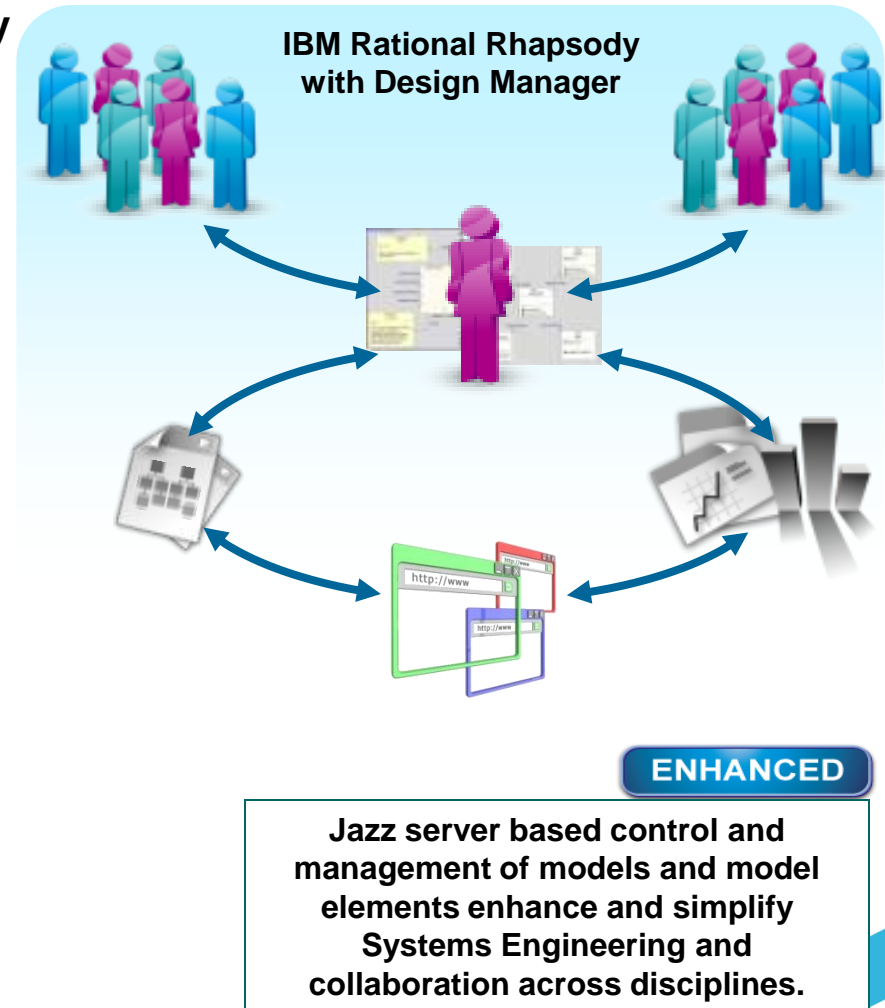 y
IBM Rational Rhapsody
with Design Manager
http://www
http://www
http://www
ENHANCED
Jazz server based control and
management of models and model
elements enhance and simplify
Systems Engineering and
collaboration across disciplines.